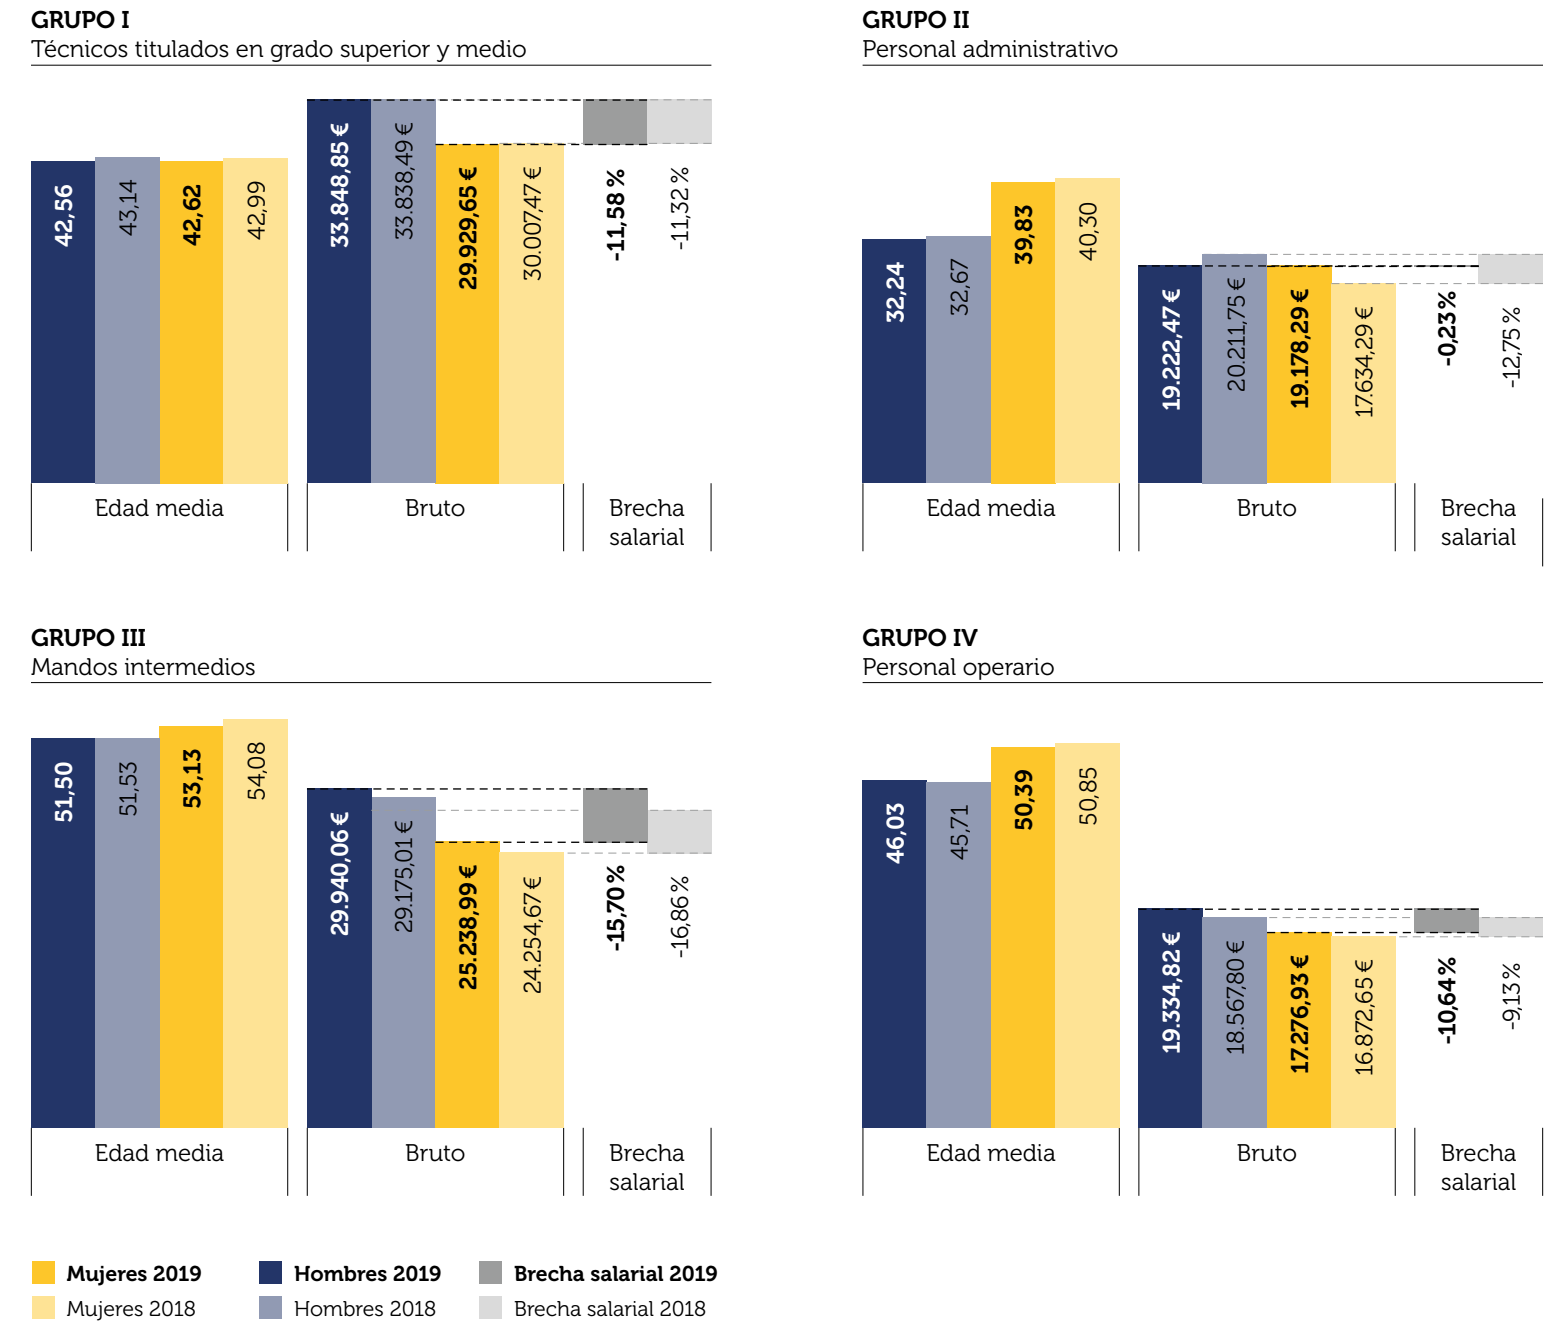 GRUPO I
Técnicos titulados en grado superior y medio
42,56
43,14
42,62
42,99
33.848,85 €
33.838,49 €
29.929,65 €
30.007,47 €
-11,58 %
-11,32 %
Edad media
Bruto
Brecha
salarial
GRUPO II
Personal administrativo
32,24
32,67
39,83
40,30
19.222,47 €
20.211,75 €
19.178,29 €
17.634,29 €
-0,23 %
-12,75 %
Edad media
Bruto
Brecha
salarial
GRUPO III
Mandos intermedios
51,50
51,53
53,13
54,08
29.940,06 €
29.175,01 €
25.238,99 €
24.254,67 €
-15,70 %
-16,86 %
Edad media
Bruto
Brecha
salarial
GRUPO IV
Personal operario
46,03
45,71
50,39
50,85
19.334,82 €
18.567,80 €
17.276,93 €
16.872,65 €
-10,64 %
-9,13 %
Edad media
Bruto
Brecha
salarial
Mujeres 2019
Hombres 2019
Brecha salarial 2019
Mujeres 2018
Hombres 2018
Brecha salarial 2018